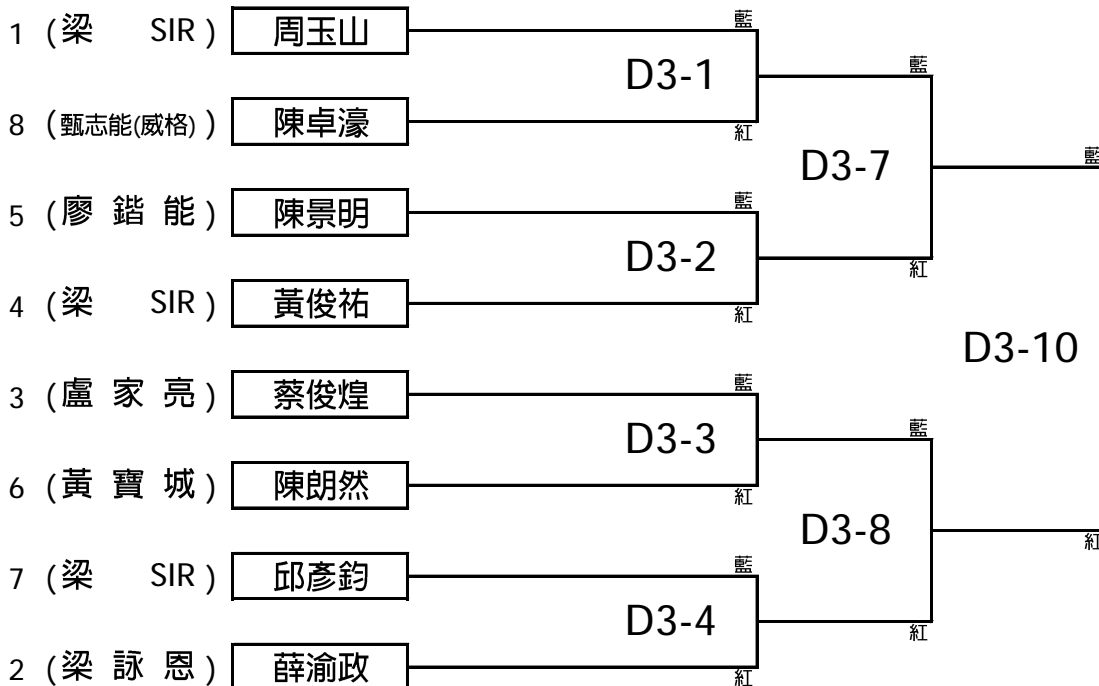 1 (梁 SIR) 周玉山 藍
D3-1 藍
8 (甄志能(威格)) 陳卓濠 紅
D3-7 藍
5 (廖鍇能) 陳景明 藍
D3-2 紅
4 (梁 SIR) 黃俊祐 紅
D3-10
3 (盧家亮) 蔡俊煌 藍
D3-3 藍
6 (黃寶城) 陳朗然 紅
D3-8 紅
7 (梁 SIR) 邱彥鈞 藍
D3-4 紅
2 (梁詠恩) 薛渝政 紅